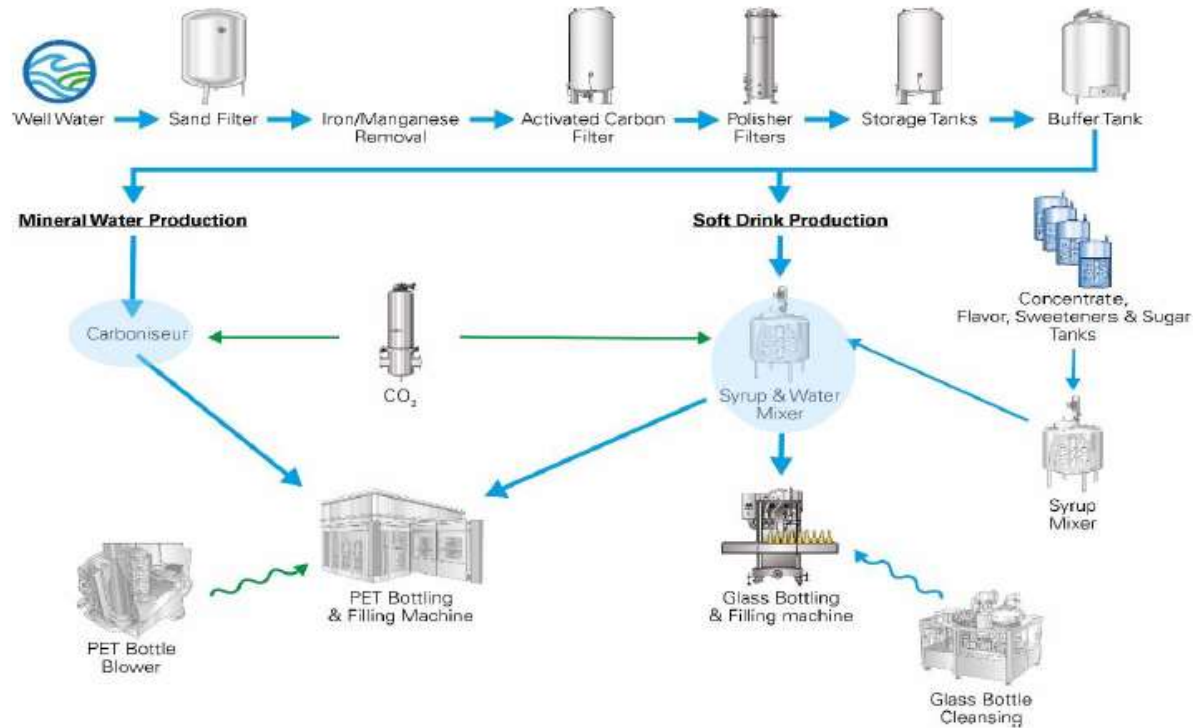 Well Water
Sand Filter
Iron/Manganese
Removal
Activated Carbon
Filter
Polisher
Filters
Storage Tanks
Buffer Tank
Mineral Water Production
Soft Drink Production
Carboniseur
CO₂
Syrup & Water
Mixer
Concentrate,
Flavor, Sweeteners & Sugar
Tanks
Syrup
Mixer
PET Bottle
Blower
PET Bottling
& Filling Machine
Glass Bottling
& Filling machine
Glass Bottle
Cleansing